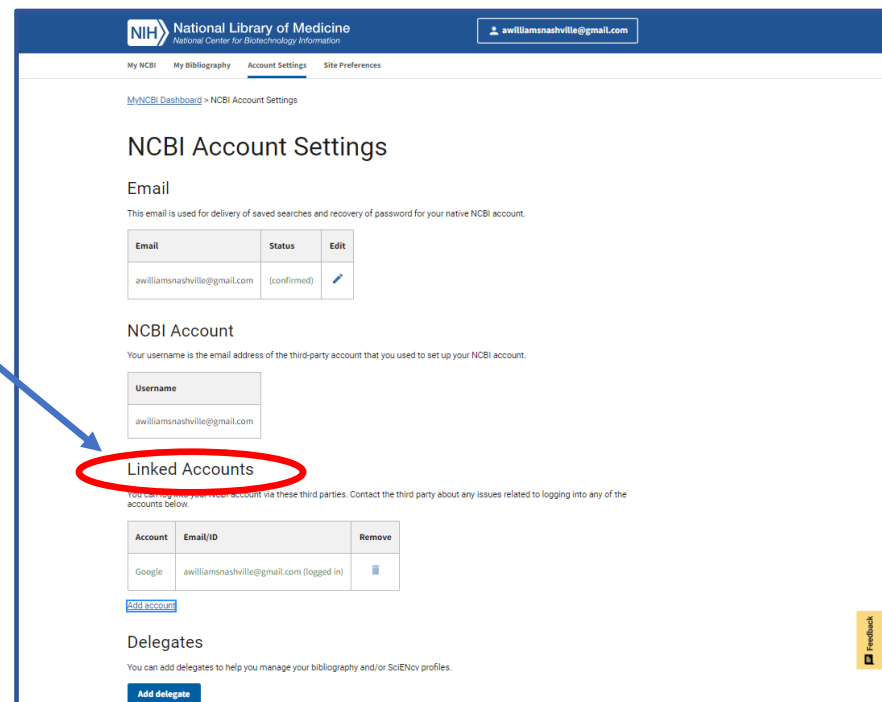 NIH National Library of Medicine
National Center for Biotechnology Information
awilliamsnashville@gmail.com
My NCBI My Bibliography Account Settings Site Preferences
MyNCBI Dashboard > NCBI Account Settings
NCBI Account Settings
Email
This email is used for delivery of saved searches and recovery of password for your native NCBI account.
Email Status Edit
awilliamsnashville@gmail.com (confirmed)
NCBI Account
Your username is the email address of the third-party account that you used to set up your NCBI account.
Username
awilliamsnashville@gmail.com
Linked Accounts
You can log into your NCBI account via these third parties. Contact the third party about any issues related to logging into any of the
accounts below.
Account Email/ID Remove
Google awilliamsnashville@gmail.com (logged in)
Add account
Feedback
Delegates
You can add delegates to help you manage your bibliography and/or SciENcv profiles.
Add delegate